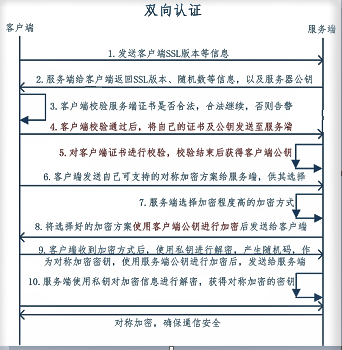 双向认证
客户端
服务端
1.发送客户端SSL版本等信息
2.服务端给客户端返回SSL版本、随机数等信息，以及服务器公钥
3.客户端校验服务端证书是否合法，合法继续，否则告警
4.客户端校验通过后，将自己的证书及公钥发送至服务端
5.对客户端证书进行校验，校验结束后获得客户端公钥
6.客户端发送自己可支持的对称加密方案给服务端，供其选择
7.服务端选择加密程度高的加密方式
8.将选择好的加密方案使用客户端公钥进行加密后发送给客户端
9.客户端收到加密方式后，使用私钥进行解密，产生随机码，作
为对称加密密钥，使用服务端公钥进行加密后，发送给服务端
10.服务端使用私钥对加密信息进行解密，获得对称加密的密钥
对称加密，确保通信安全